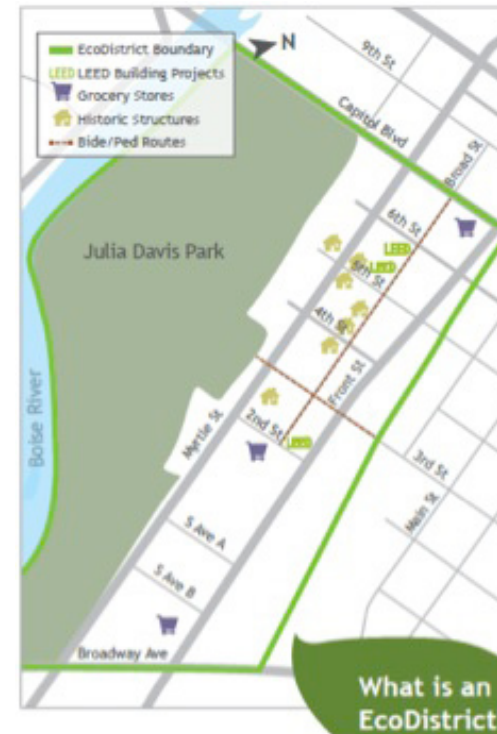 EcoDistrict Boundary
LEED LEED Building Projects
Grocery Stores
Historic Structures
Bide/Ped Routes
N
9th St
Capitol Blvd
Broad St
6th St
LEED
LEED
5th St
4th St
Julia Davis Park
Boise River
Myrtle St
Front St
2nd St
LEED
3rd St
Main St
S Ave A
S Ave B
Broadway Ave
What is an
EcoDistrict